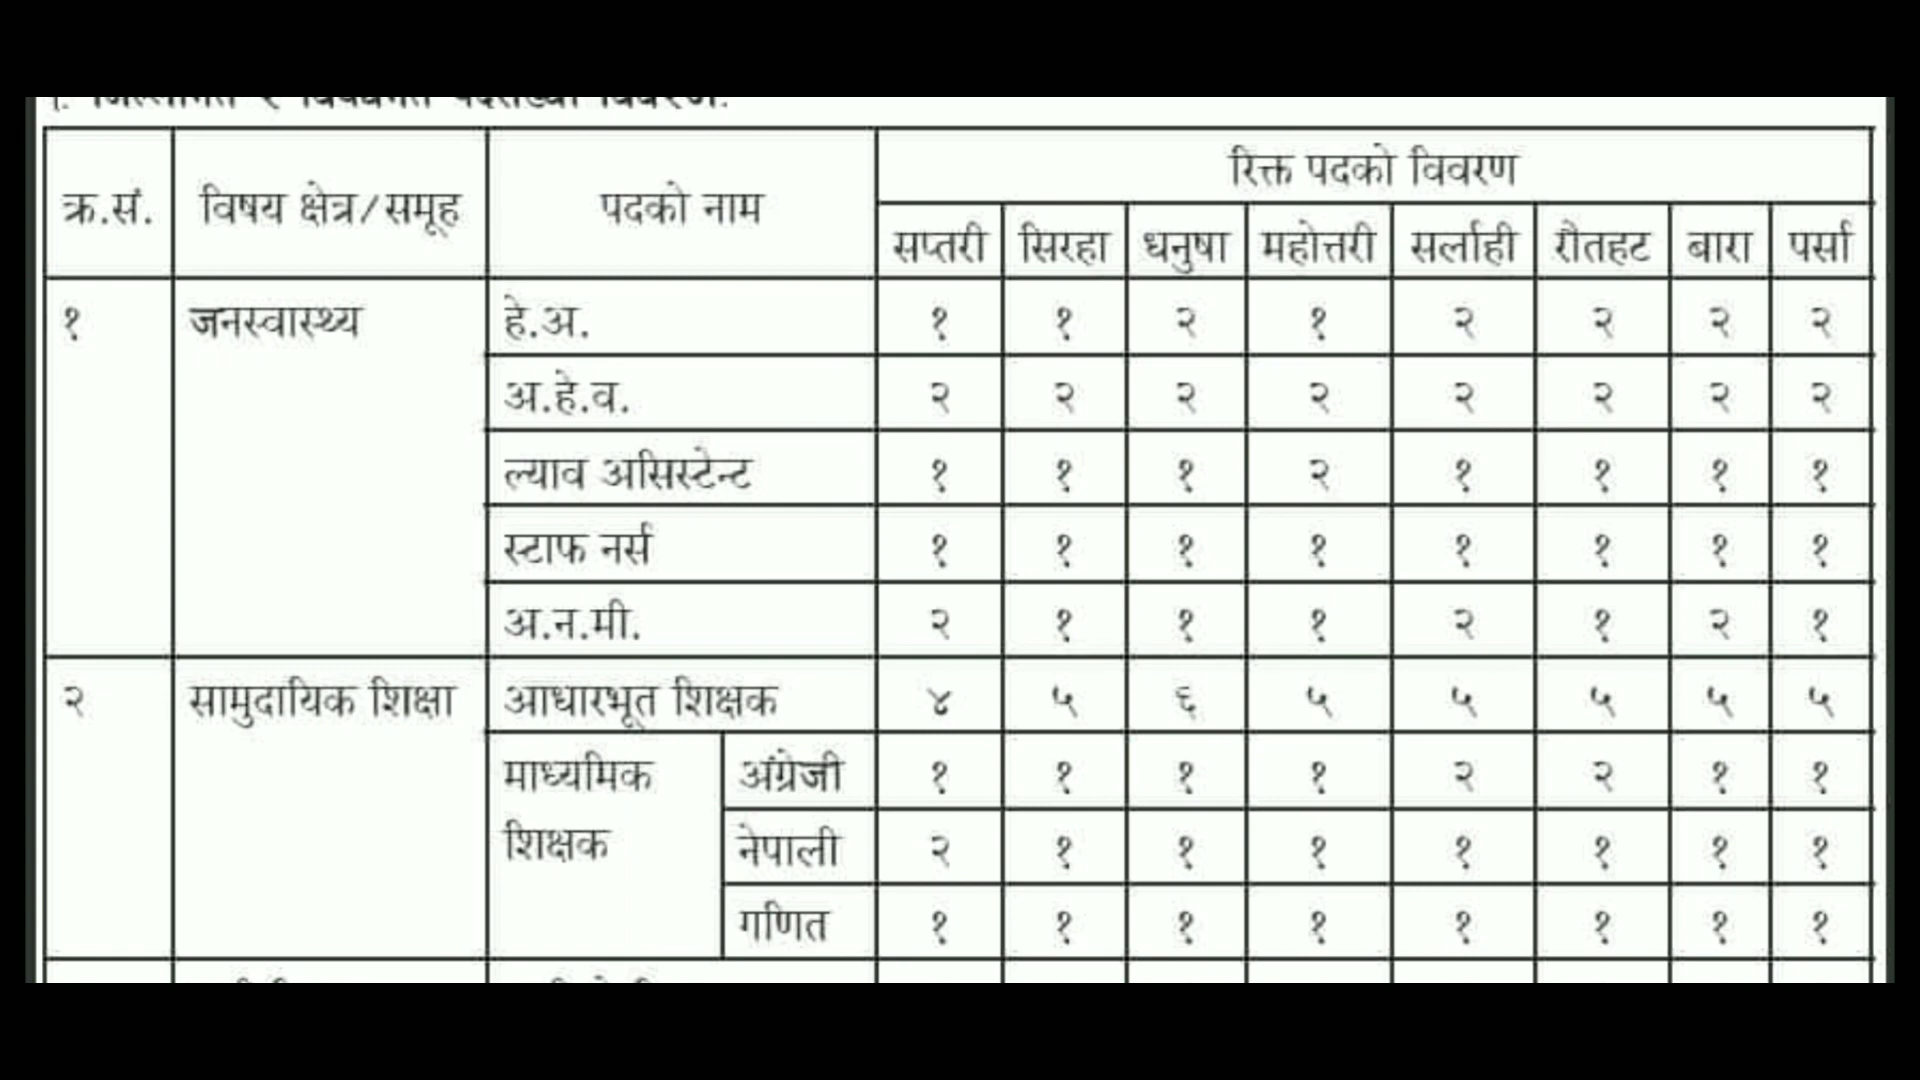 १. जिल्लागत र विषयगत पदसंख्या विवरण:
क्र.सं. विषय क्षेत्र/समूह पदको नाम रिक्त पदको विवरण
सप्तरी सिरहा धनुषा महोत्तरी सर्लाही रौतहट बारा पर्सा
१ जनस्वास्थ्य हे.अ. १ १ २ १ २ २ २ २
अ.हे.व. २ २ २ २ २ २ २ २
ल्याव असिस्टेन्ट १ १ १ २ १ १ १ १
स्टाफ नर्स १ १ १ १ १ १ १ १
अ.न.मी. २ १ १ १ २ १ २ १
२ सामुदायिक शिक्षा आधारभूत शिक्षक ४ ५ ६ ५ ५ ५ ५ ५
माध्यमिक अंग्रेजी १ १ १ १ २ २ १ १
शिक्षक नेपाली २ १ १ १ १ १ १ १
गणित १ १ १ १ १ १ १ १